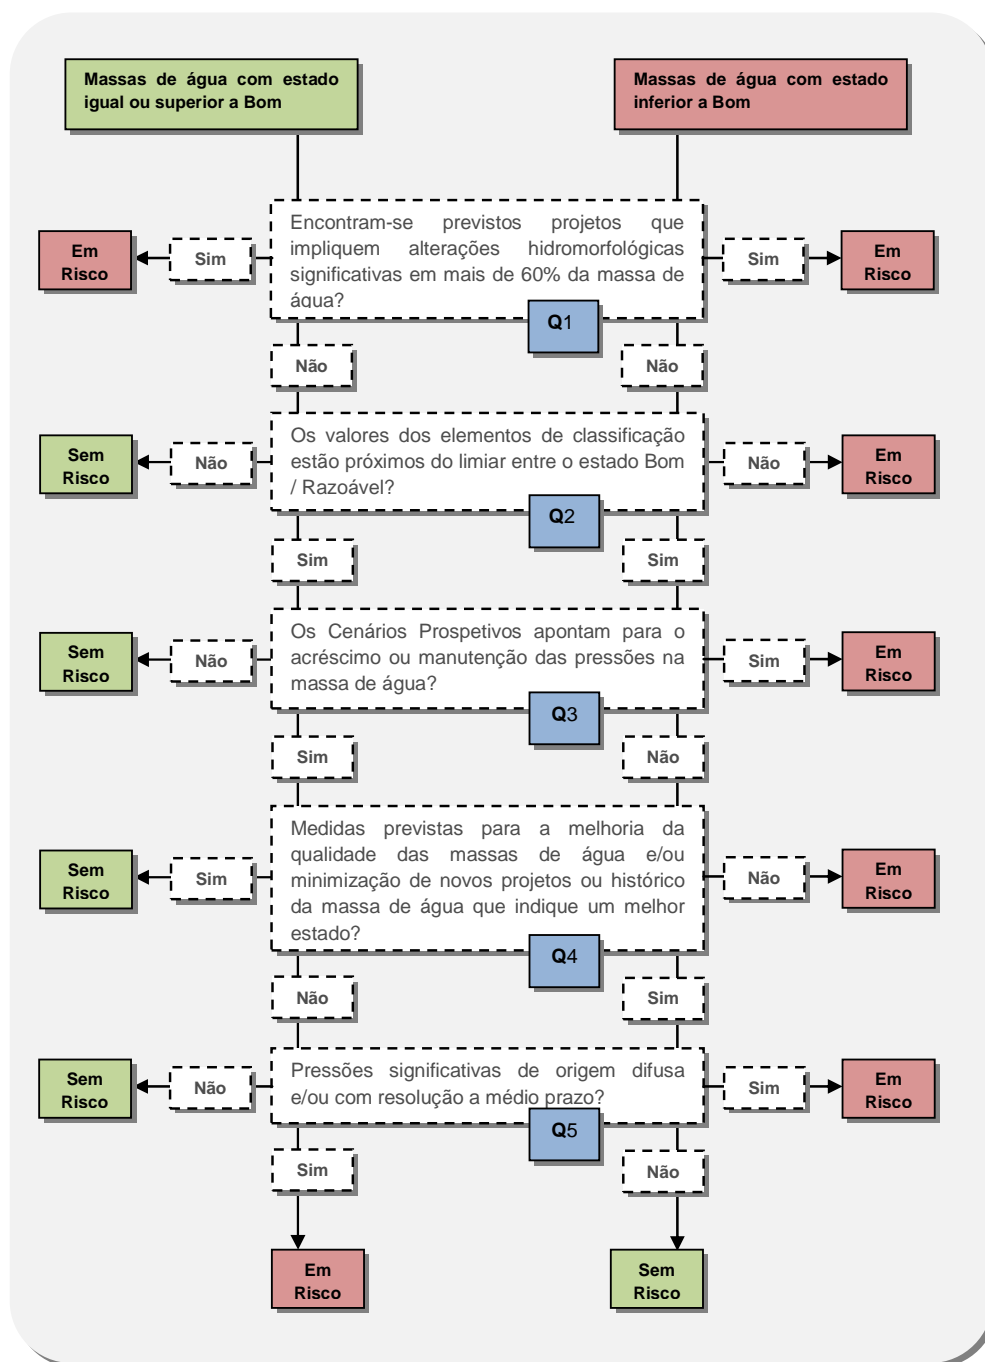 Massas de água com estado
igual ou superior a Bom
Massas de água com estado
inferior a Bom
Encontram-se previstos projetos que
impliquem alterações hidromorfológicas
significativas em mais de 60% da massa de
água?
Em
Risco
Sim
Sim
Em
Risco
Q1
Não
Não
Os valores dos elementos de classificação
estão próximos do limiar entre o estado Bom
/ Razoável?
Sem
Risco
Não
Não
Em
Risco
Q2
Sim
Sim
Os Cenários Prospetivos apontam para o
acréscimo ou manutenção das pressões na
massa de água?
Sem
Risco
Não
Sim
Em
Risco
Q3
Sim
Não
Medidas previstas para a melhoria da
qualidade das massas de água e/ou
minimização de novos projetos ou histórico
da massa de água que indique um melhor
estado?
Sem
Risco
Sim
Não
Em
Risco
Q4
Não
Sim
Pressões significativas de origem difusa
e/ou com resolução a médio prazo?
Sem
Risco
Não
Sim
Em
Risco
Q5
Sim
Não
Em
Risco
Sem
Risco